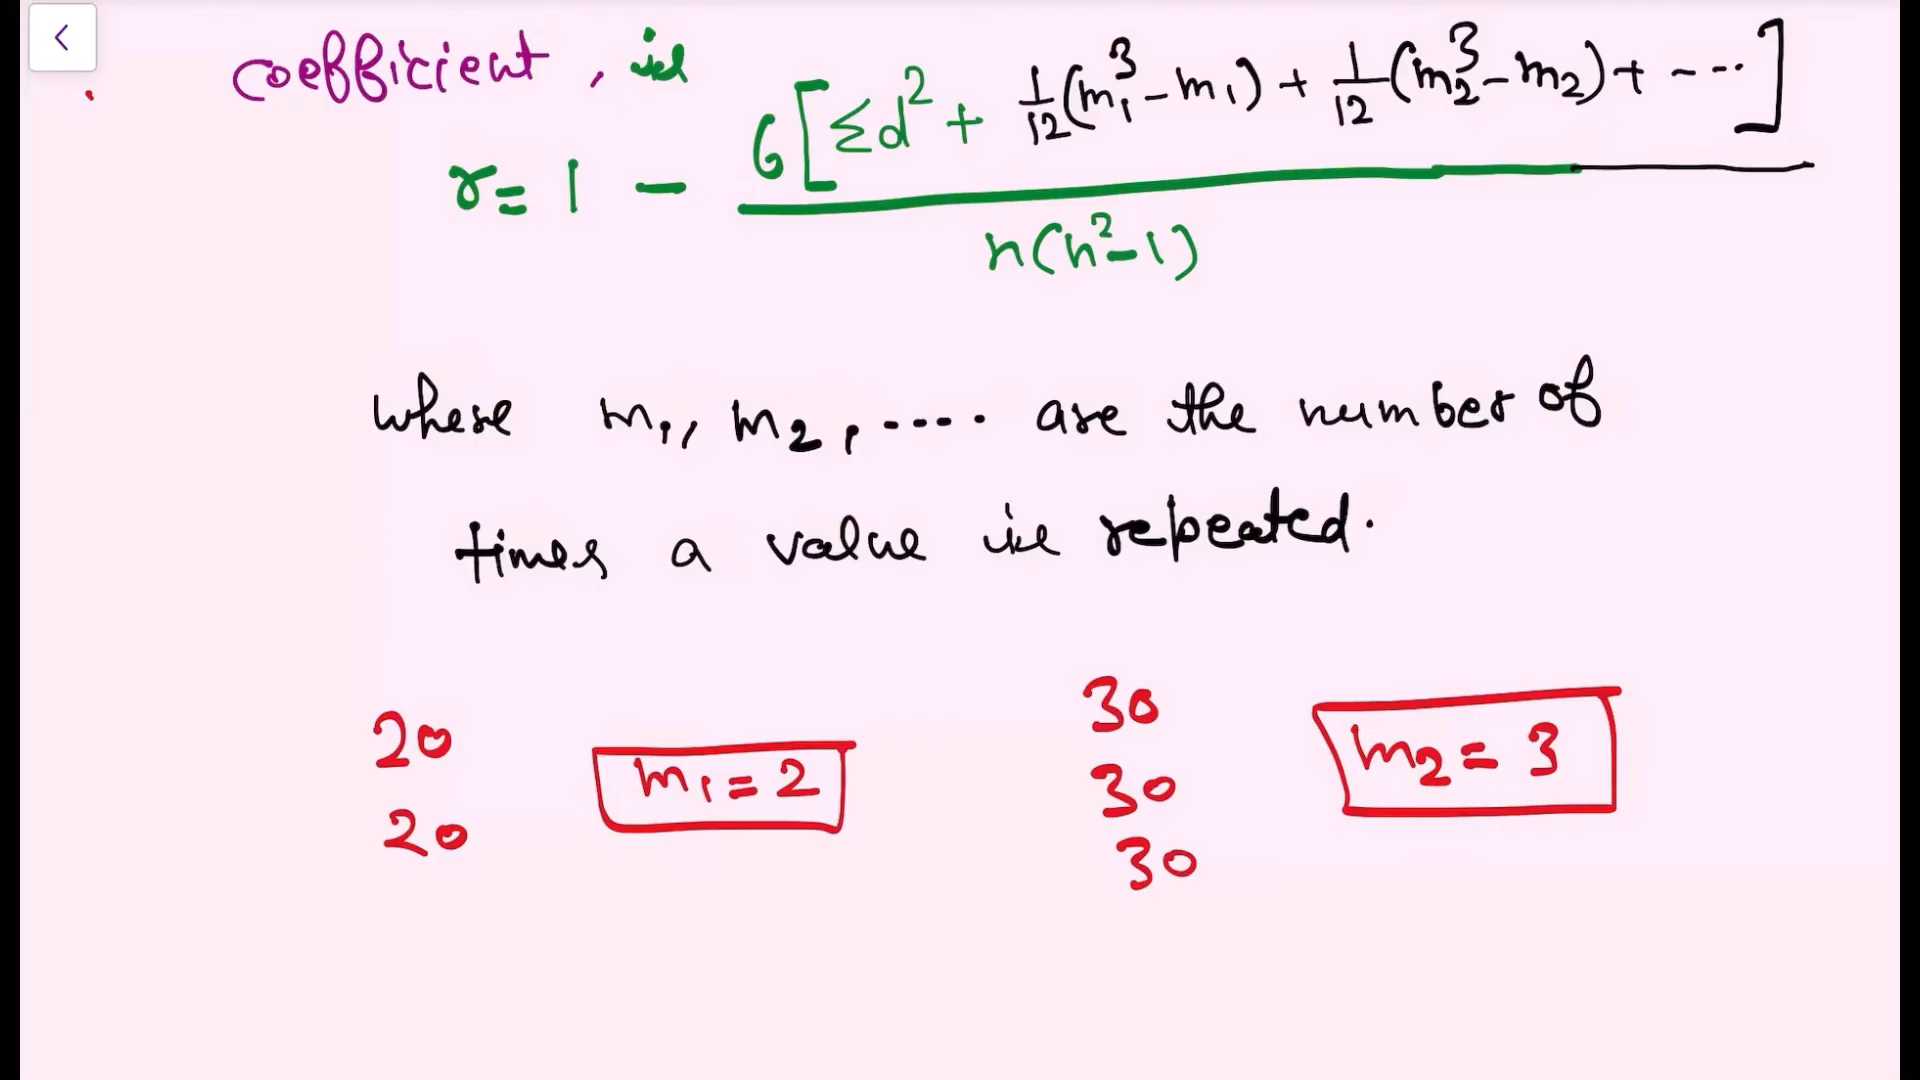 coefficient, is
r = 1 - 6[Σd² + 1/12(m₁³-m₁) + 1/12(m₂³-m₂) + ----] / n(n²-1)
where m₁, m₂, ..... are the number of
times a value is repeated.
20
20
m₁ = 2
30
30
30
m₂ = 3